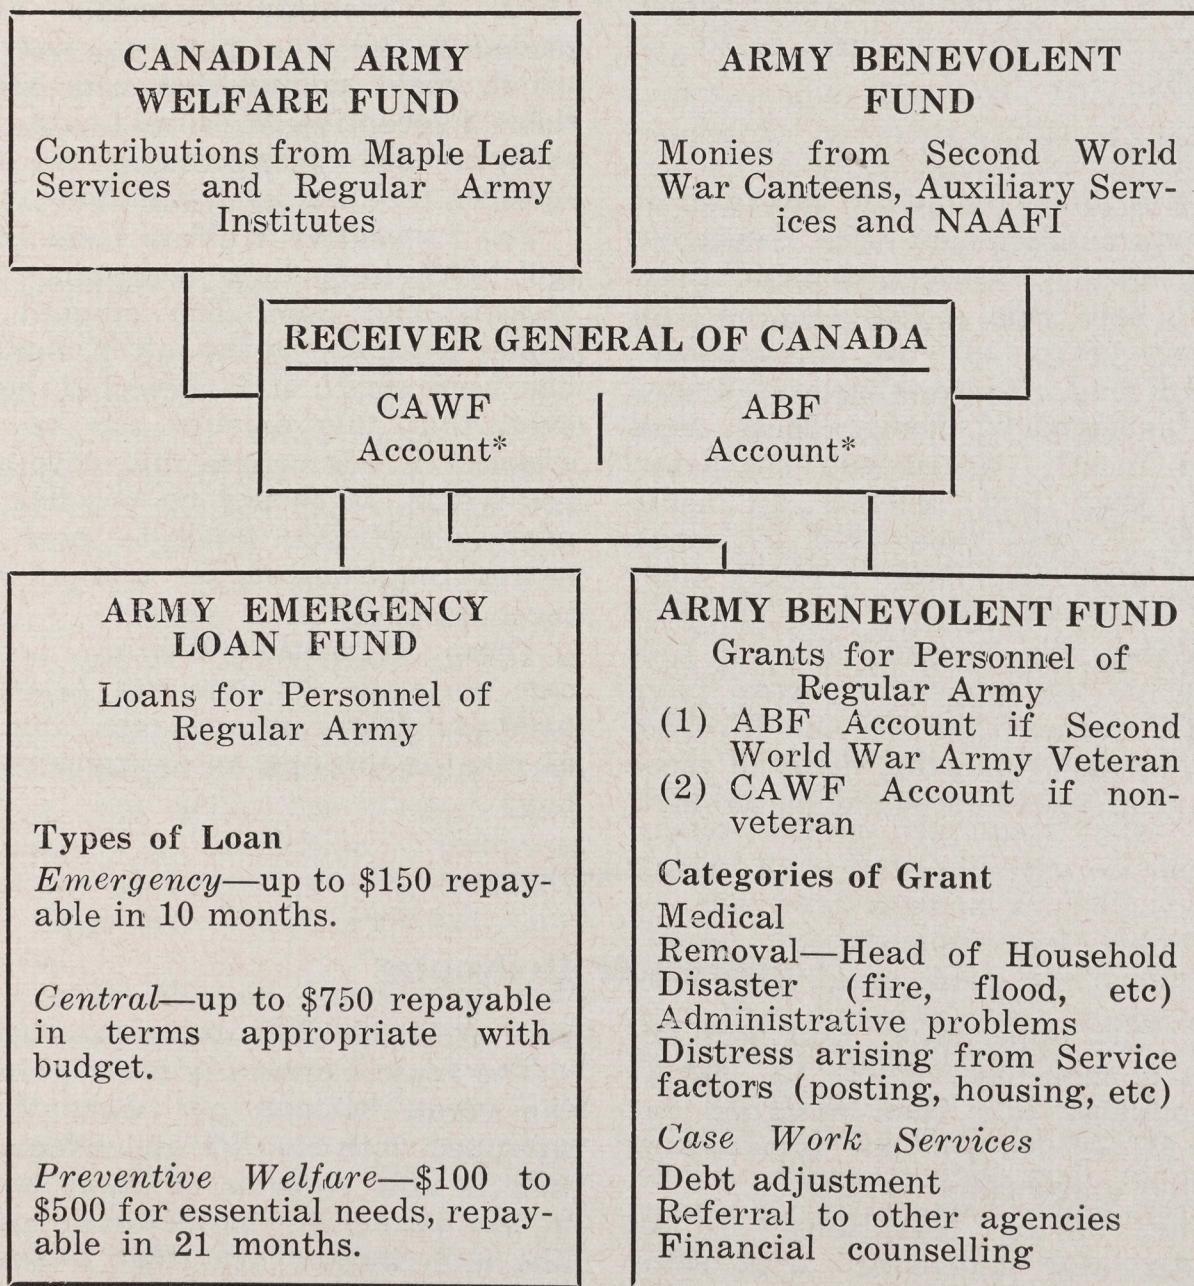 CANADIAN ARMY
WELFARE FUND
Contributions from Maple Leaf
Services and Regular Army
Institutes
ARMY BENEVOLENT
FUND
Monies from Second World
War Canteens, Auxiliary Serv-
ices and NAAFI
RECEIVER GENERAL OF CANADA
CAWF
Account*
ABF
Account*
ARMY EMERGENCY
LOAN FUND
Loans for Personnel of
Regular Army
Types of Loan
Emergency—up to $150 repay-
able in 10 months.
Central—up to $750 repayable
in terms appropriate with
budget.
Preventive Welfare—$100 to
$500 for essential needs, repay-
able in 21 months.
ARMY BENEVOLENT FUND
Grants for Personnel of
Regular Army
(1) ABF Account if Second
World War Army Veteran
(2) CAWF Account if non-
veteran
Categories of Grant
Medical
Removal—Head of Household
Disaster (fire, flood, etc)
Administrative problems
Distress arising from Service
factors (posting, housing, etc)
Case Work Services
Debt adjustment
Referral to other agencies
Financial counselling